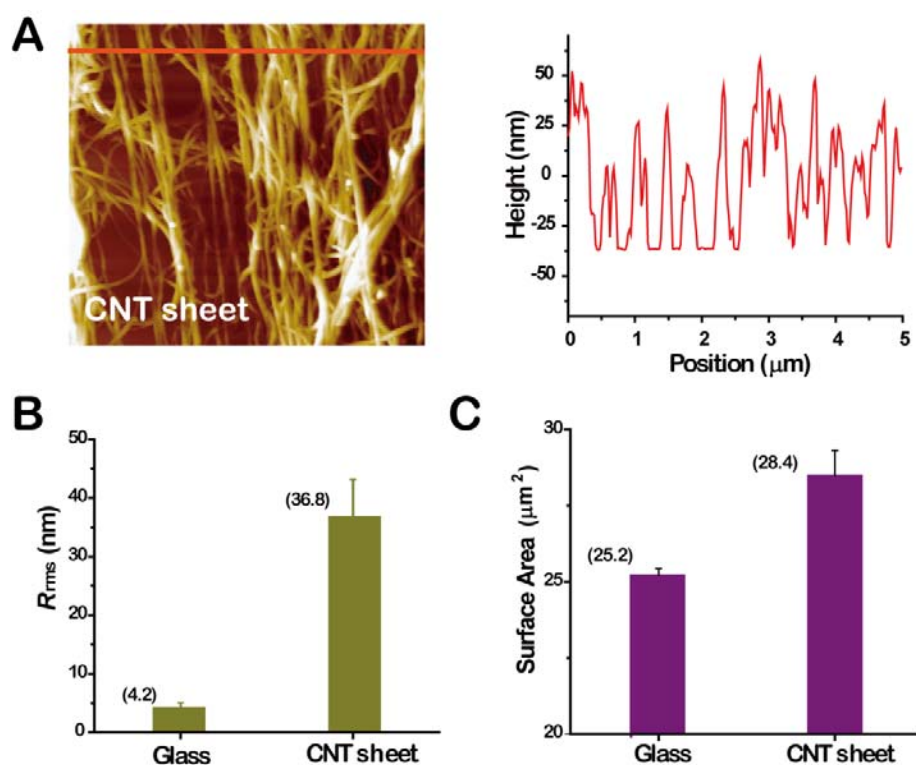 A
CNT sheet
Height (nm)
50
25
0
-25
-50
0 1 2 3 4 5
Position (μm)
B
Rrms (nm)
50
40
30
20
10
0
(4.2)
(36.8)
Glass CNT sheet
C
Surface Area (μm²)
30
25
20
(25.2)
(28.4)
Glass CNT sheet